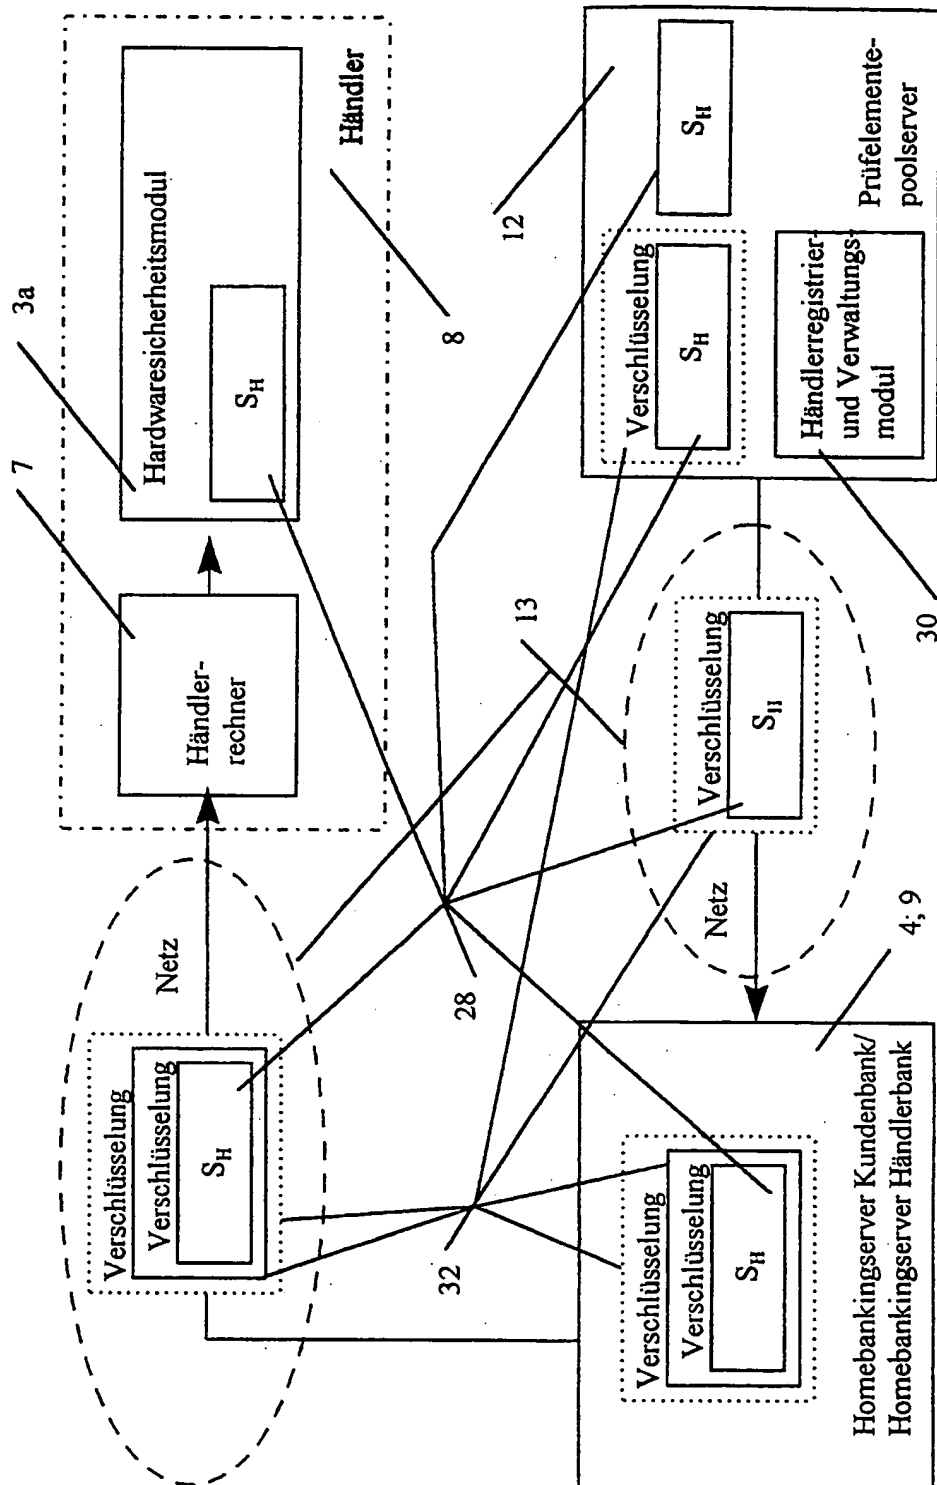 Verschlüsselung
Verschlüsselung
S_H
Netz
Händler-
rechner
7
3a
Hardwaresicherheitsmodul
S_H
Händler
8
32
28
13
12
Homebankingserver Kundenbank/
Homebankingserver Händlerbank
Verschlüsselung
Verschlüsselung
S_H
4; 9
Netz
Verschlüsselung
S_H
30
Verschlüsselung
S_H
S_H
Händlerregistrier-
und Verwaltungs-
modul
Prüfelemente-
poolserver